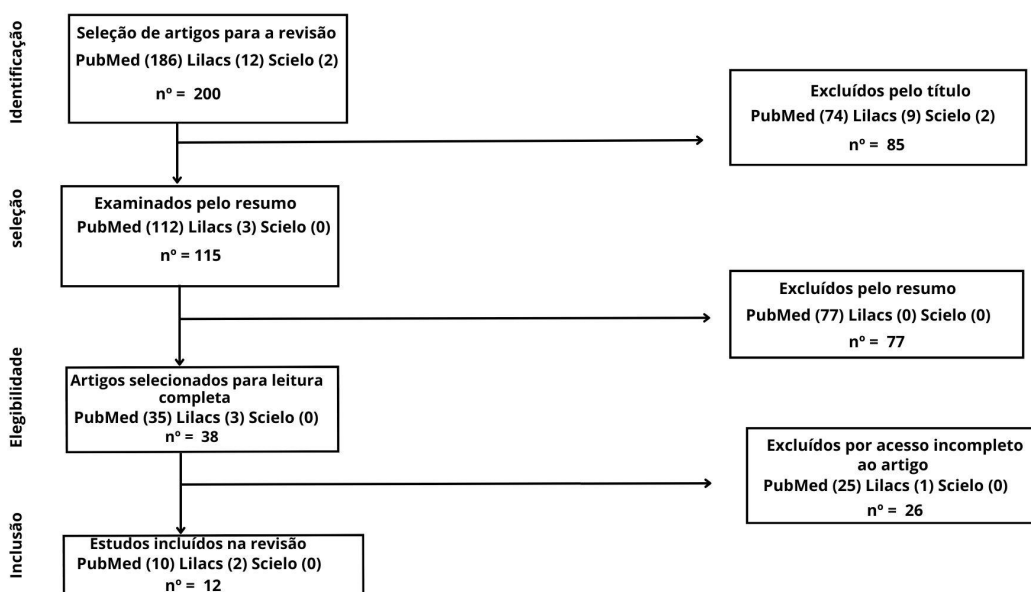 Identificação
Seleção de artigos para a revisão
PubMed (186) Lilacs (12) Scielo (2)
nº = 200
Excluídos pelo título
PubMed (74) Lilacs (9) Scielo (2)
nº = 85
seleção
Examinados pelo resumo
PubMed (112) Lilacs (3) Scielo (0)
nº = 115
Excluídos pelo resumo
PubMed (77) Lilacs (0) Scielo (0)
nº = 77
Elegibilidade
Artigos selecionados para leitura
completa
PubMed (35) Lilacs (3) Scielo (0)
nº = 38
Excluídos por acesso incompleto
ao artigo
PubMed (25) Lilacs (1) Scielo (0)
nº = 26
Inclusão
Estudos incluídos na revisão
PubMed (10) Lilacs (2) Scielo (0)
nº = 12